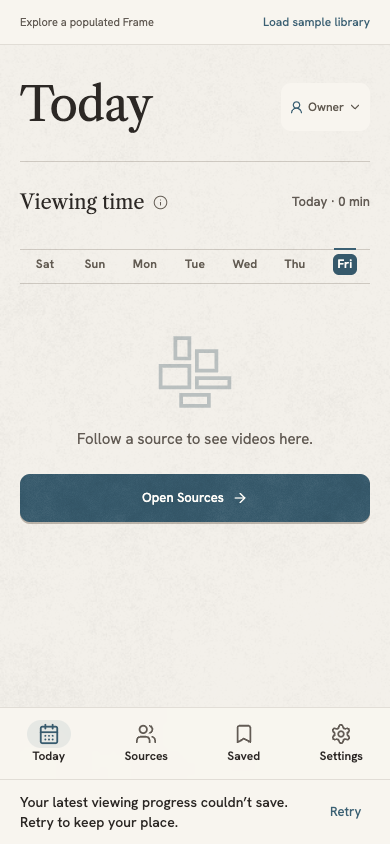 Explore a populated Frame
Load sample library
Today
Owner
Viewing time
Today · 0 min
Sat Sun Mon Tue Wed Thu Fri
Follow a source to see videos here.
Open Sources
Today Sources Saved Settings
Your latest viewing progress couldn’t save.
Retry to keep your place.
Retry